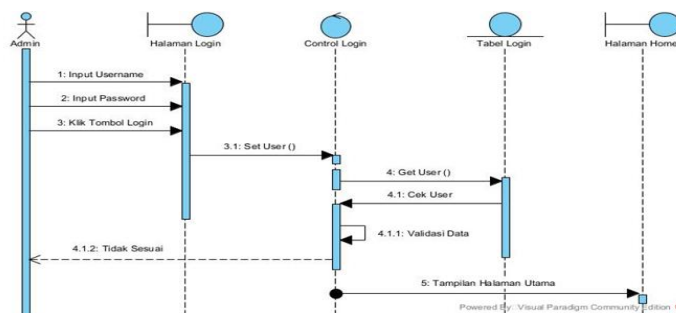 Admin
Halaman Login
Control Login
Tabel Login
Halaman Home
1: Input Username
2: Input Password
3: Klik Tombol Login
3.1: Set User ()
4: Get User ()
4.1: Cek User
4.1.1: Validasi Data
4.1.2: Tidak Sesuai
5: Tampilan Halaman Utama
Powered By: Visual Paradigm Community Edition